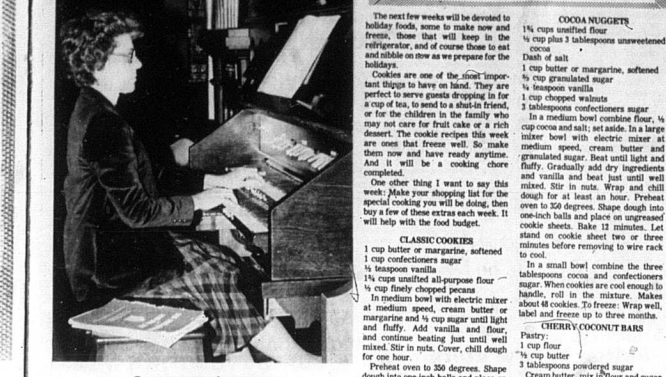 The next few weeks will be devoted to
holiday foods, some to make now and
freeze, those that will keep in the
refrigerator, and of course those to eat
and nibble on now as we prepare for the
holidays.
Cookies are one of the most impor-
tant things to have on hand. They are
perfect to serve guests dropping in for
a cup of tea, to send to a shut-in friend,
or for the children in the family who
may not care for fruit cake or a rich
dessert. The cookie recipes this week
are ones that freeze well. So make
them now and have ready anytime.
And it will be a cooking chore
completed.
One other thing I want to say this
week: Make your shopping list for the
special cooking you will be doing, then
buy a few of these extras each week. It
will help with the food budget.
CLASSIC COOKIES
1 cup butter or margarine, softened
1 cup confectioners sugar
½ teaspoon vanilla
1¾ cups unsifted all-purpose flour
½ cup finely chopped pecans
In medium bowl with electric mixer
at medium speed, cream butter or
margarine and ½ cup sugar until light
and fluffy. Add vanilla and flour,
and continue beating just until well
mixed. Stir in nuts. Cover, chill dough
for one hour.
Preheat oven to 350 degrees. Shape
dough into one-inch balls and place on
COCOA NUGGETS
1¾ cups unsifted flour
½ cup plus 3 tablespoons unsweetened
cocoa
Dash of salt
1 cup butter or margarine, softened
cup granulated sugar
teaspoon vanilla
1 cup chopped walnuts
3 tablespoons confectioners sugar
In a medium bowl combine flour, ½
cup cocoa and salt; set aside. In a large
mixer bowl with electric mixer at
medium speed, cream butter and
granulated sugar. Beat until light and
fluffy. Gradually add dry ingredients
and vanilla and beat just until well
mixed. Stir in nuts. Wrap and chill
dough for at least an hour. Preheat
oven to 350 degrees. Shape dough into
one-inch balls and place on ungreased
cookie sheets. Bake 12 minutes. Let
stand on cookie sheet two or three
minutes before removing to wire rack
to cool.
In a small bowl combine the three
tablespoons cocoa and confectioners
sugar. When cookies are cool enough to
handle, roll in the mixture. Makes
about 48 cookies. To freeze: Wrap well,
label and freeze up to three months.
CHERRY COCONUT BARS
Pastry:
1 cup flour
½ cup butter
3 tablespoons powdered sugar
Cream butter, mix in flour and sugar